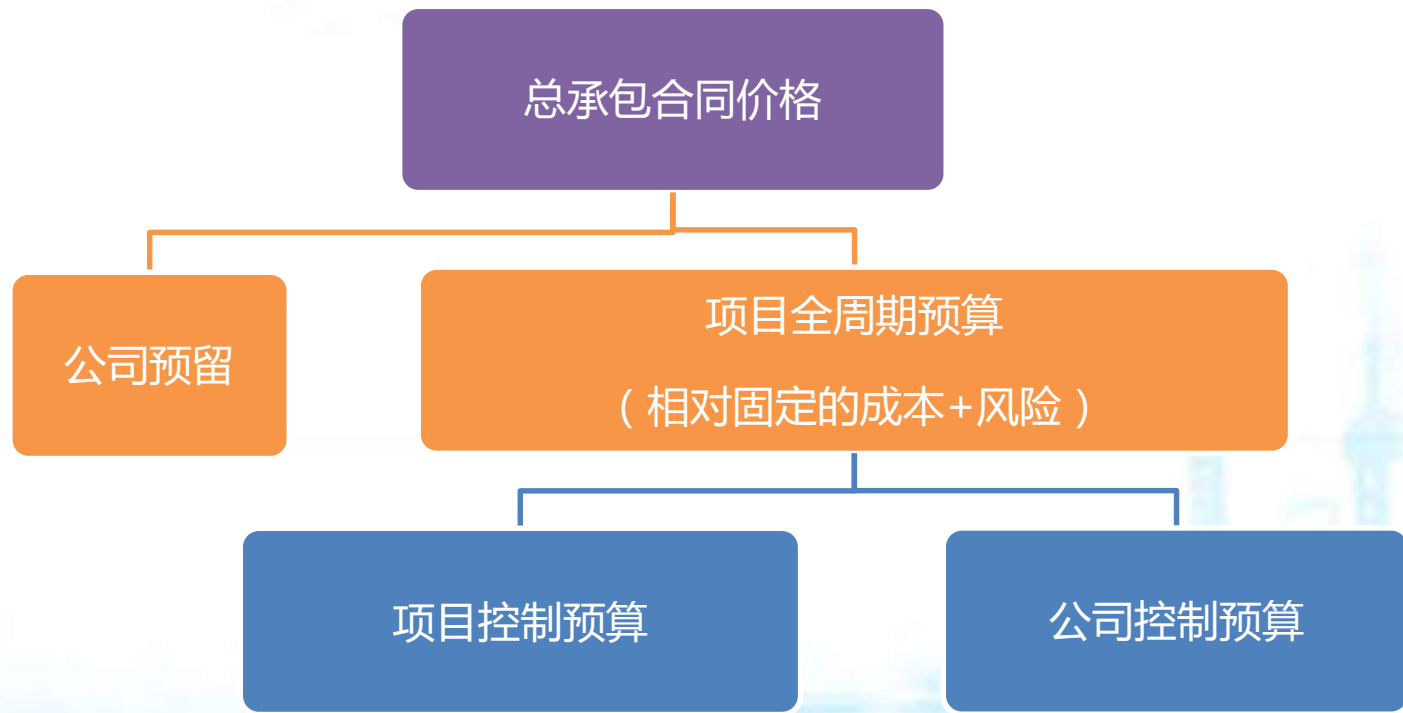 总承包合同价格
公司预留
项目全周期预算
（相对固定的成本+风险）
项目控制预算
公司控制预算